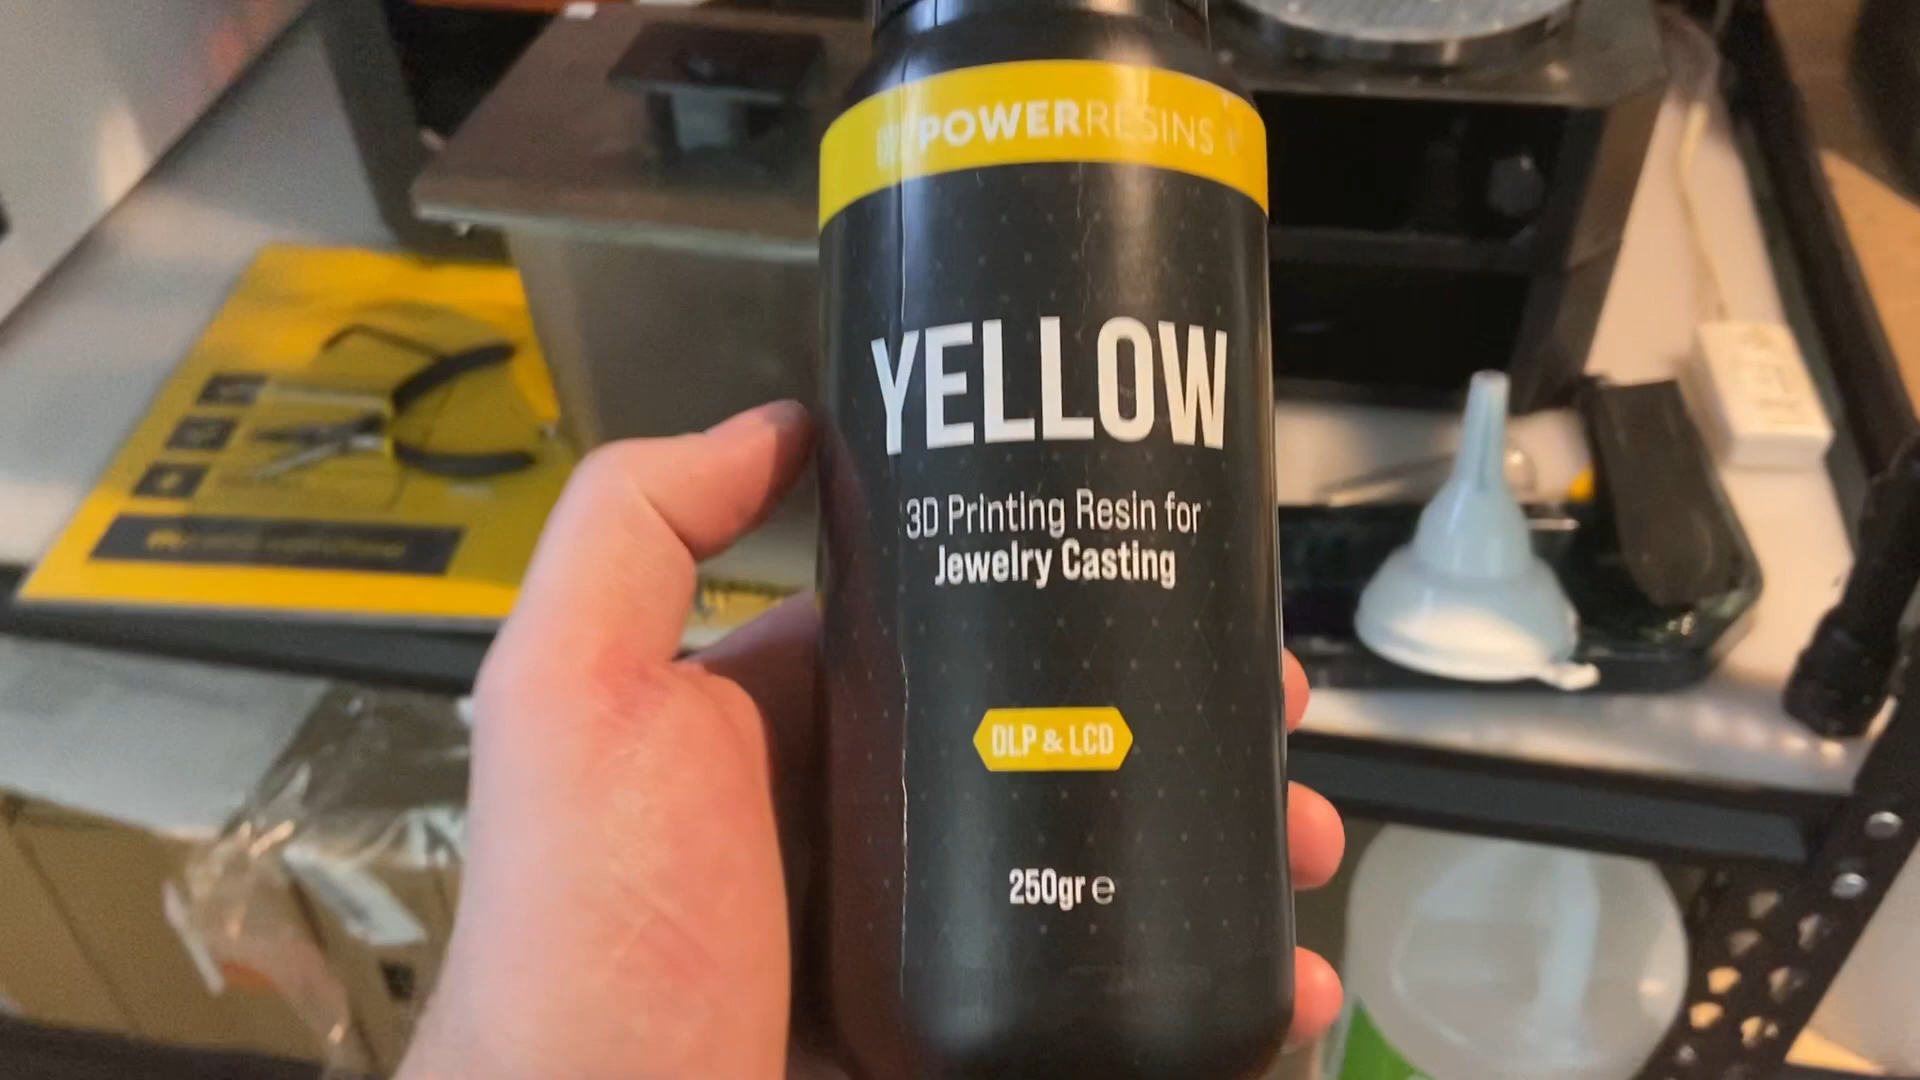 POWERRESINS
YELLOW
3D Printing Resin for
Jewelry Casting
DLP & LCD
250gr ℮